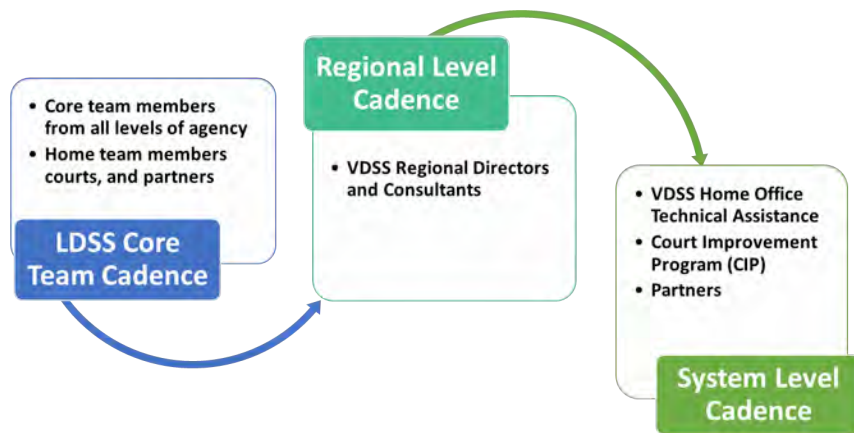 • Core team members
from all levels of agency
• Home team members
courts, and partners
LDSS Core
Team Cadence
Regional Level
Cadence
• VDSS Regional Directors
and Consultants
• VDSS Home Office
Technical Assistance
• Court Improvement
Program (CIP)
• Partners
System Level
Cadence